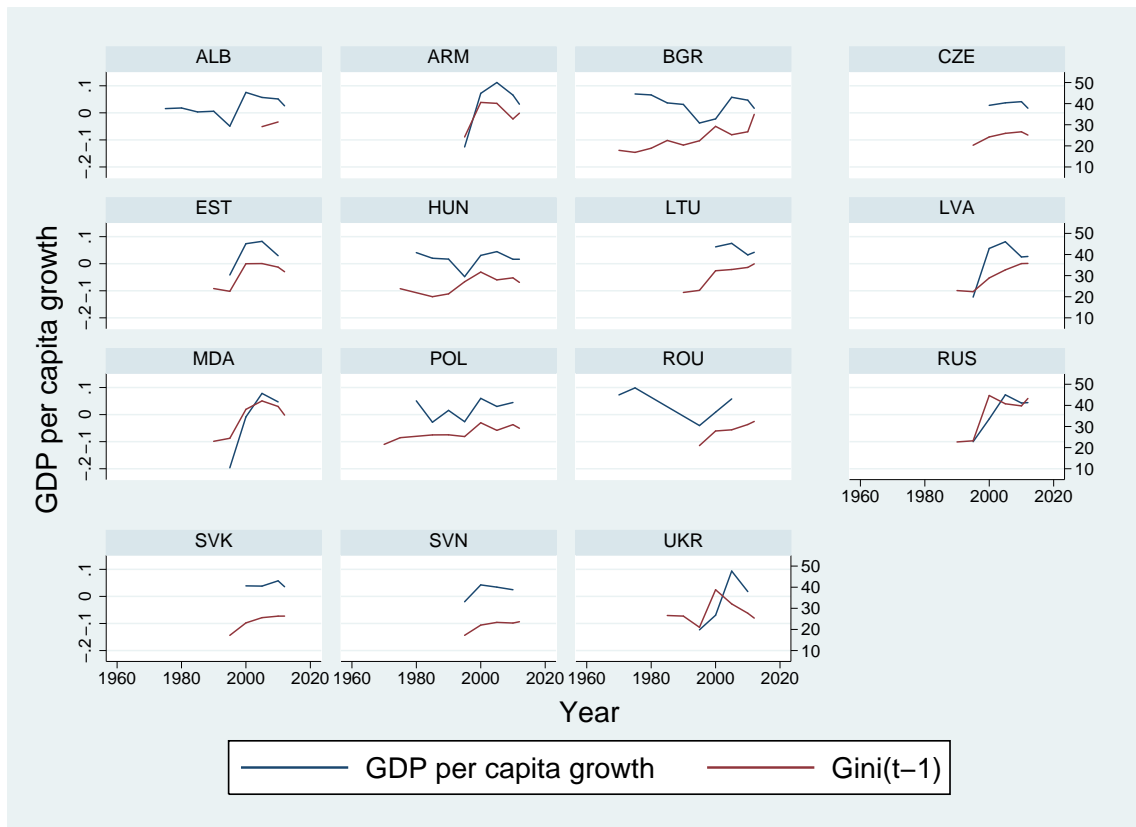 ALB ARM BGR CZE
.1 0 −.1 −.2
50 40 30 20 10
EST HUN LTU LVA
.1 0 −.1 −.2
50 40 30 20 10
MDA POL ROU RUS
.1 0 −.1 −.2
50 40 30 20 10
1960 1980 2000 2020
SVK SVN UKR
.1 0 −.1 −.2
50 40 30 20 10
1960 1980 2000 2020 1960 1980 2000 2020 1960 1980 2000 2020
GDP per capita growth
Year
GDP per capita growth Gini(t−1)